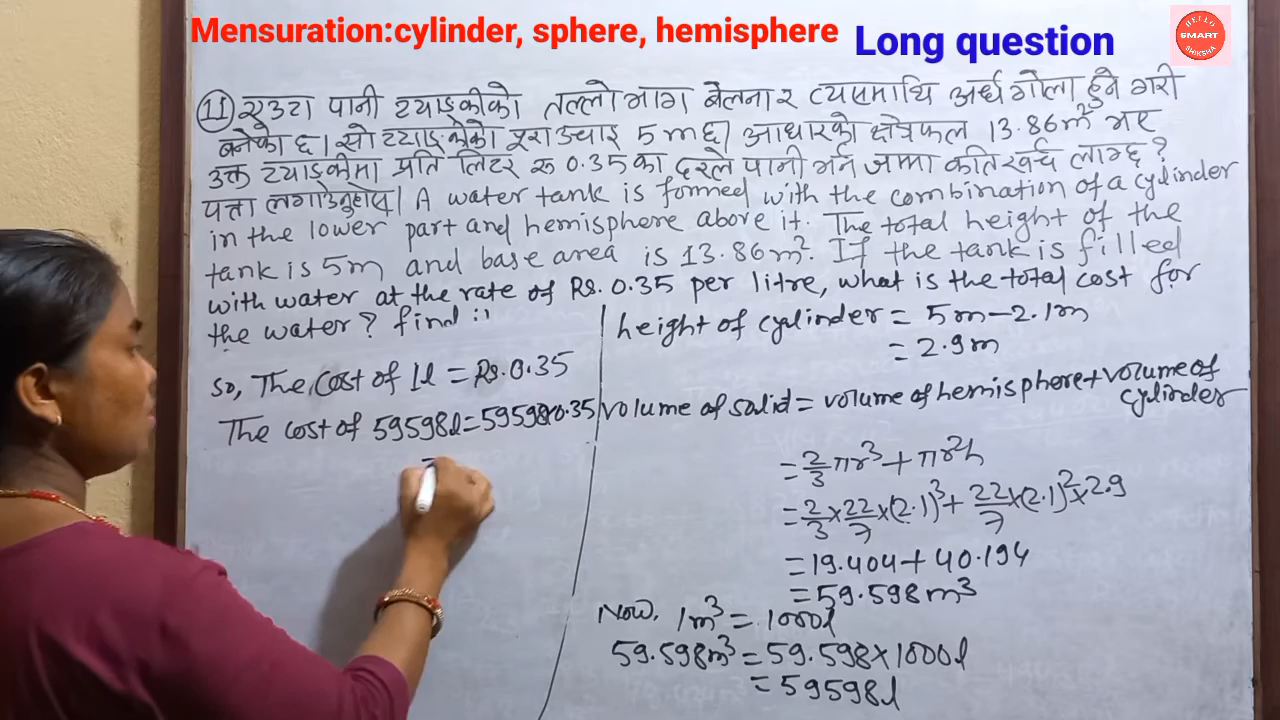 Mensuration:cylinder, sphere, hemisphere
Long question
HELLO
SMART
SHIKSHA
11 एउटा पानी ट्याङ्कीको तल्लो भाग बेलना र त्यसमाथि अर्ध गोला हुने गरी
बनेको छ। सो ट्याङ्कीको पूरा उचाइ 5 m छ। आधारको क्षेत्रफल 13.86m² भए
उक्त ट्याङ्कीमा प्रति लिटर रु 0.35 का दरले पानी भर्न जम्मा कति खर्च लाग्छ?
पत्ता लगाउनुहोस्। A water tank is formed with the combination of a cylinder
in the lower part and hemisphere above it. The total height of the
tank is 5m and base area is 13.86m². If the tank is filled
with water at the rate of Rs. 0.35 per litre, what is the total cost for
the water? find :
so, The cost of 1l = Rs. 0.35
The cost of 59598l = 59598×0.35
=
height of cylinder = 5m − 2.1m
= 2.9m
volume of solid = volume of hemisphere + volume of
cylinder
= 2/3 πr³ + πr²h
= 2/3 × 22/7 × (2.1)³ + 22/7 × (2.1)² × 2.9
= 19.404 + 40.194
= 59.598m³
Now, 1m³ = 1000l
59.598m³ = 59.598×1000l
= 59598l